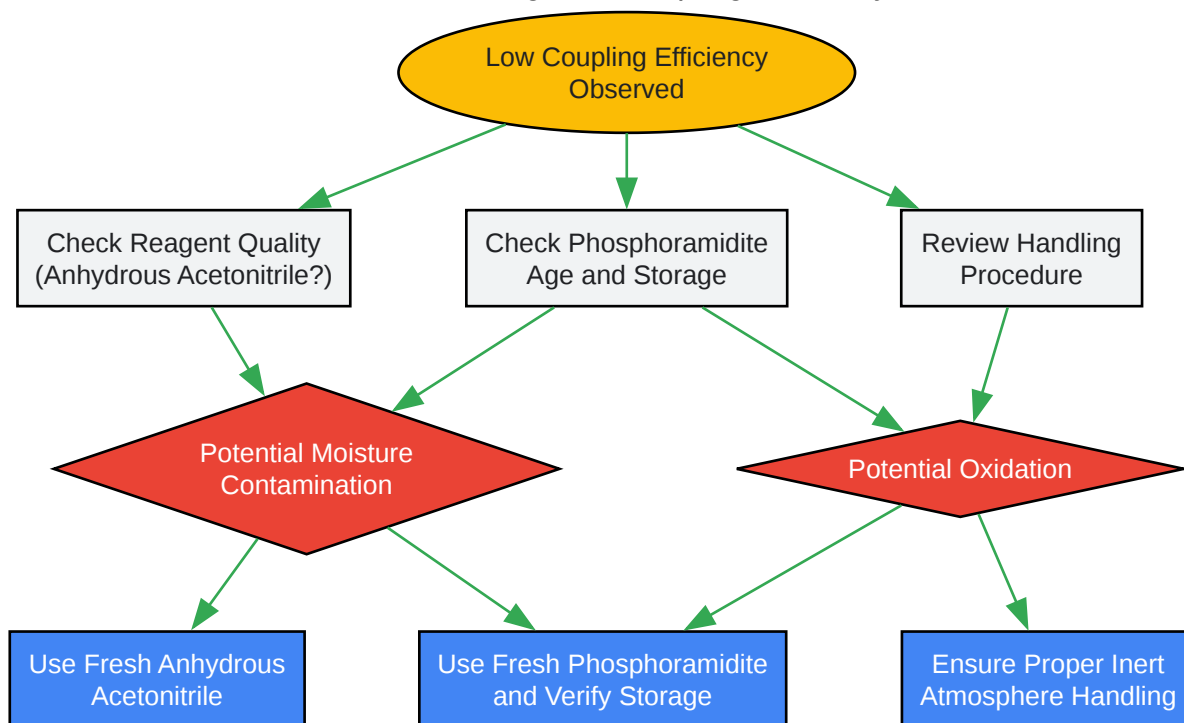 Low Coupling Efficiency
Observed
Check Reagent Quality
(Anhydrous Acetonitrile?)
Check Phosphoramidite
Age and Storage
Review Handling
Procedure
Potential Moisture
Contamination
Potential Oxidation
Use Fresh Anhydrous
Acetonitrile
Use Fresh Phosphoramidite
and Verify Storage
Ensure Proper Inert
Atmosphere Handling